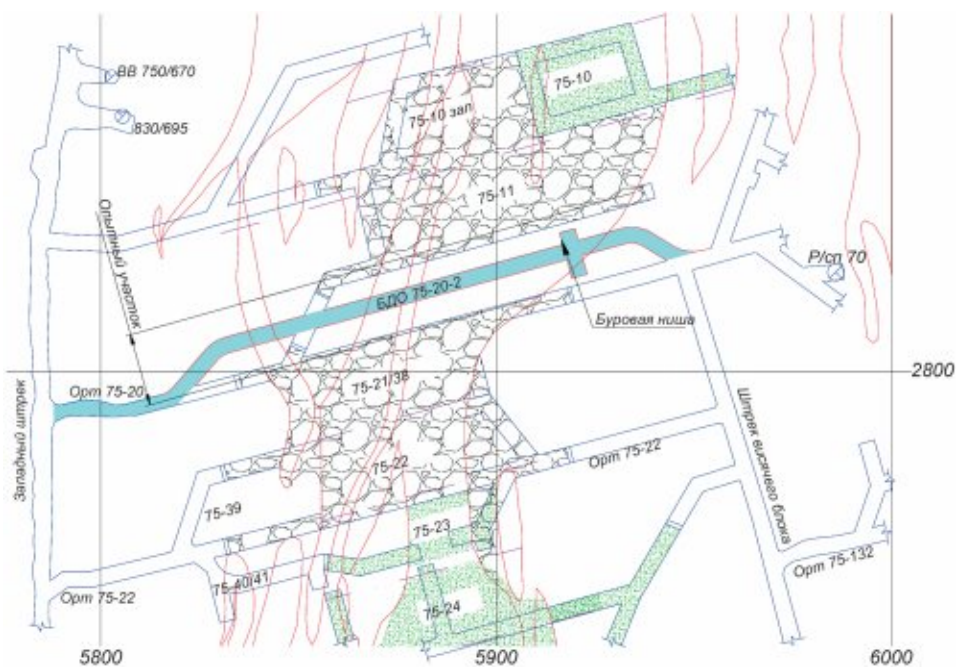 ВВ 750/670
830/695
75-10
75-10 зап
75-11
Опытный участок
БДО 75-20-2
Р/сп 70
Буровая ниша
2800
Орт 75-20
75-21/38
Западный штрек
Штрек висячего блока
75-22
Орт 75-22
75-39
75-23
75-40/41
Орт 75-132
Орт 75-22
75-24
5800
5900
6000